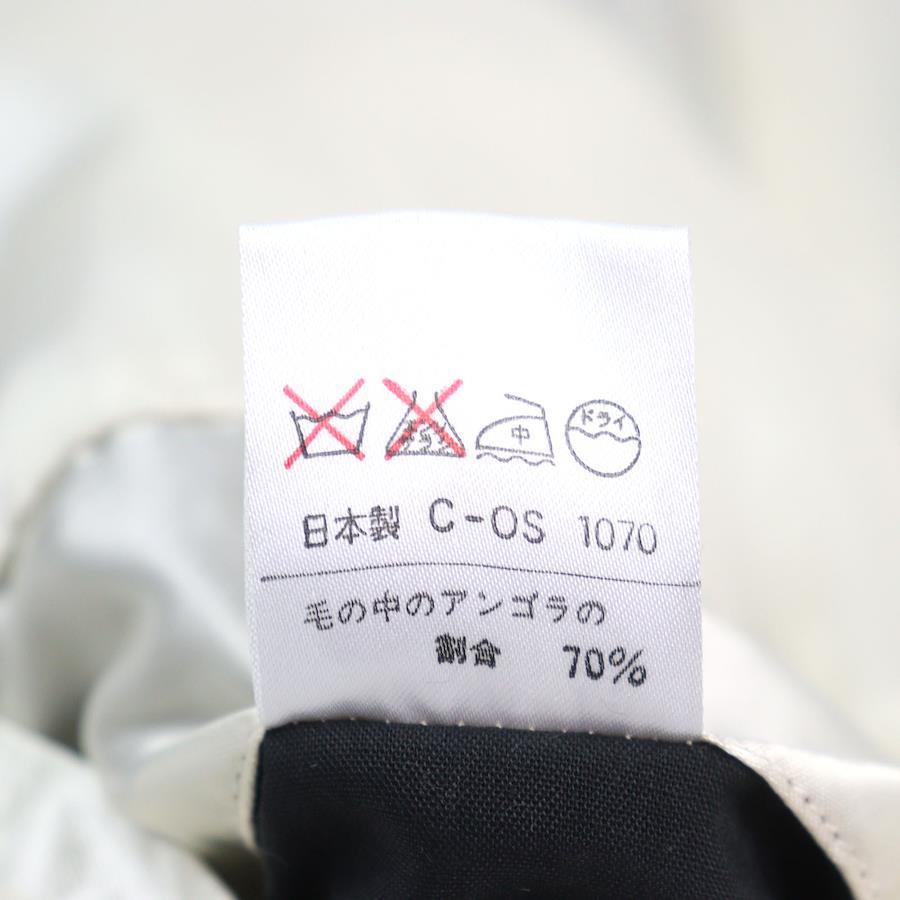 中 ドライ
日本製 C-OS 1070
毛の中のアンゴラの
割合 70%